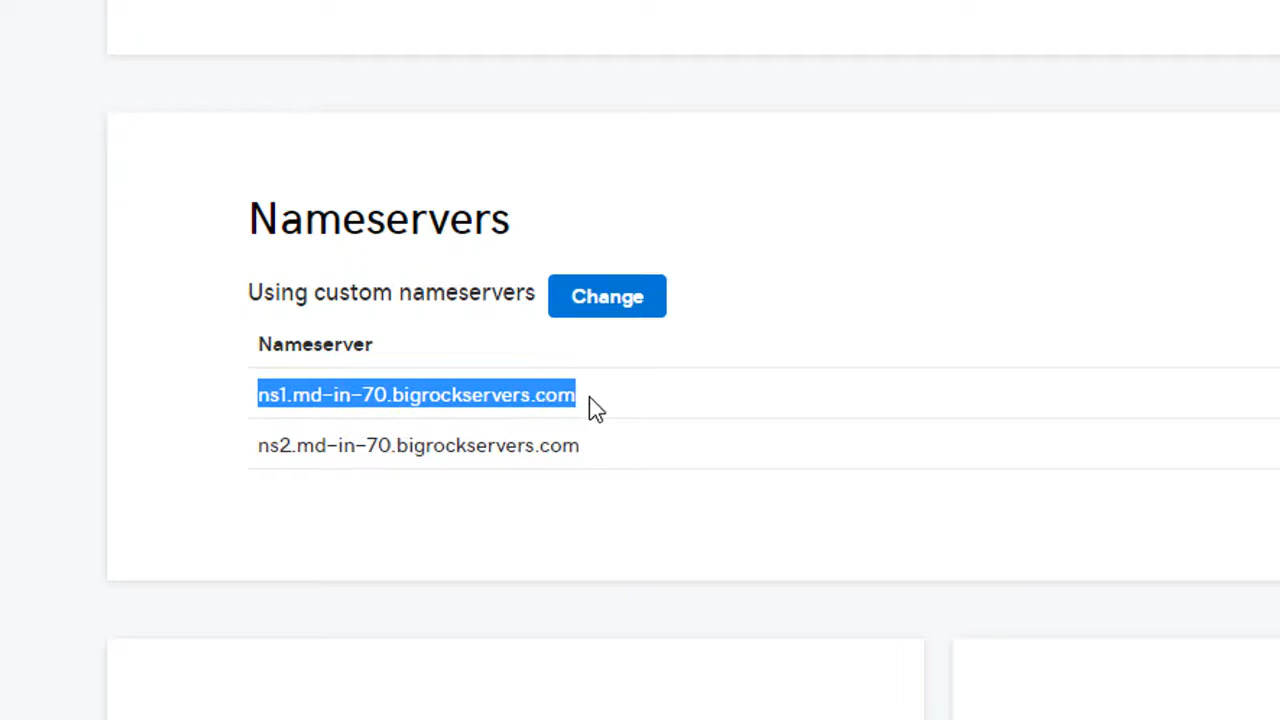 Nameservers
Using custom nameservers Change
Nameserver
ns1.md-in-70.bigrockservers.com
ns2.md-in-70.bigrockservers.com